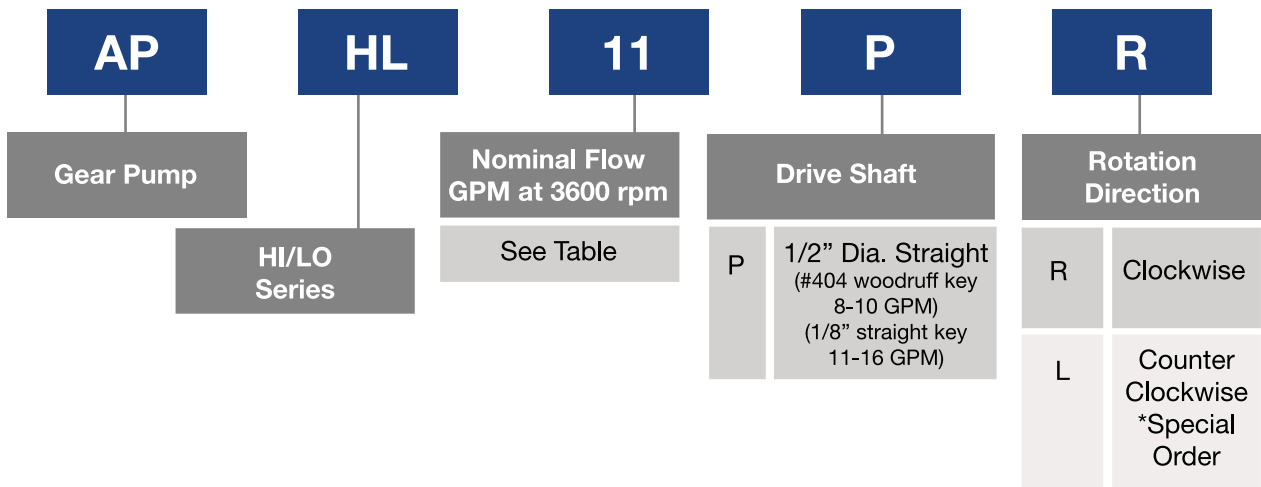 AP HL 11 P R
Gear Pump
HI/LO
Series
Nominal Flow
GPM at 3600 rpm
See Table
Drive Shaft
P
1/2” Dia. Straight
(#404 woodruff key
8-10 GPM)
(1/8” straight key
11-16 GPM)
Rotation
Direction
R
Clockwise
L
Counter
Clockwise
*Special
Order